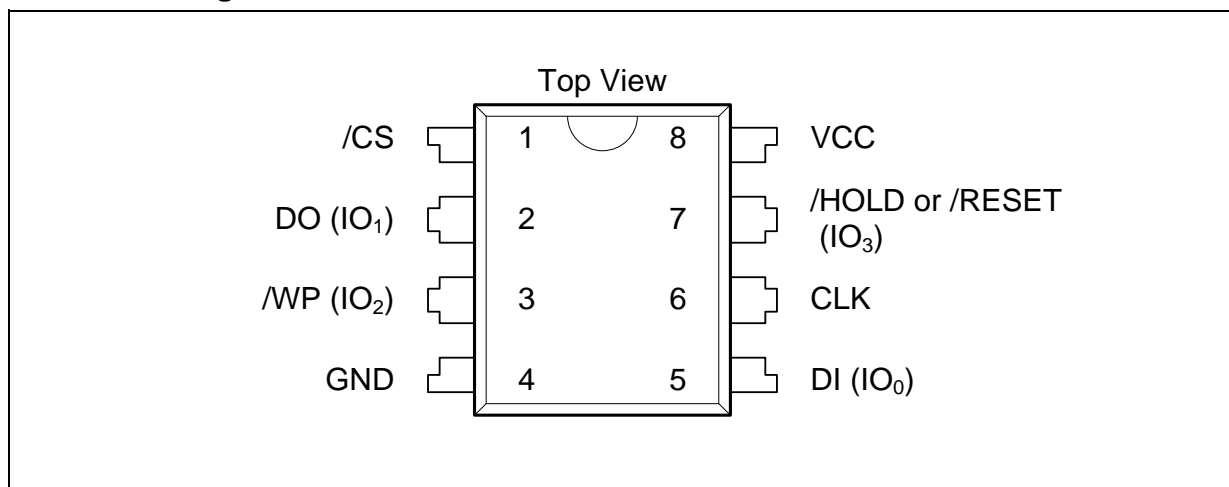 Top View
/CS 1 8 VCC
DO (IO₁) 2 7 /HOLD or /RESET
(IO₃)
/WP (IO₂) 3 6 CLK
GND 4 5 DI (IO₀)